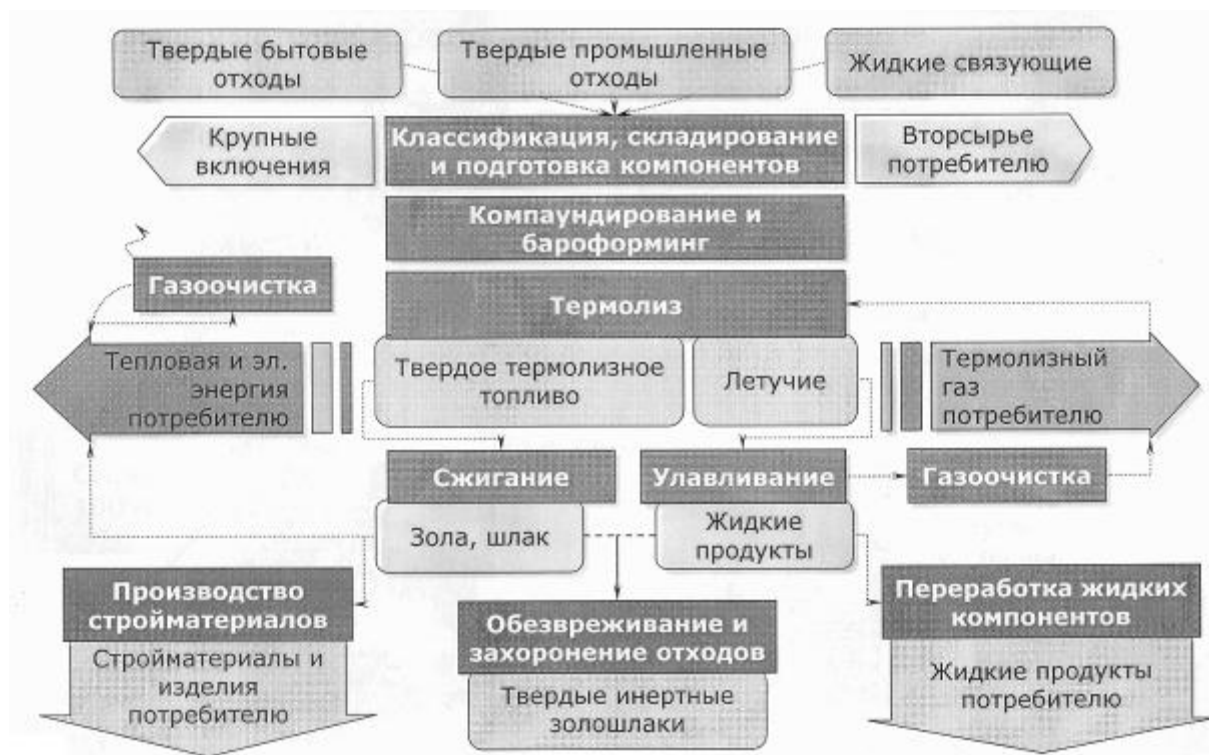 Твердые бытовые
отходы
Твердые промышленные
отходы
Жидкие связующие
Крупные
включения
Классификация, складирование
и подготовка компонентов
Вторсырье
потребителю
Компаундирование и
бароформинг
Газоочистка
Термолиз
Тепловая и эл.
энергия
потребителю
Твердое термолизное
топливо
Летучие
Термолизный
газ
потребителю
Сжигание
Улавливание
Газоочистка
Зола, шлак
Жидкие
продукты
Производство
стройматериалов
Стройматериалы и
изделия
потребителю
Обезвреживание и
захоронение отходов
Твердые инертные
золошлаки
Переработка жидких
компонентов
Жидкие продукты
потребителю